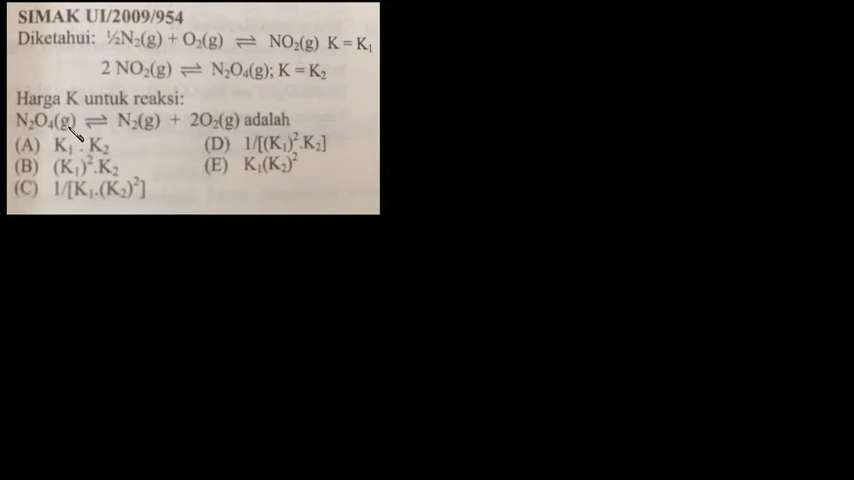 SIMAK UI/2009/954
Diketahui: ½N₂(g) + O₂(g) ⇌ NO₂(g) K = K₁
2 NO₂(g) ⇌ N₂O₄(g); K = K₂
Harga K untuk reaksi:
N₂O₄(g) ⇌ N₂(g) + 2O₂(g) adalah
(A) K₁ . K₂ (D) 1/[(K₁)².K₂]
(B) (K₁)².K₂ (E) K₁(K₂)²
(C) 1/[K₁.(K₂)²]